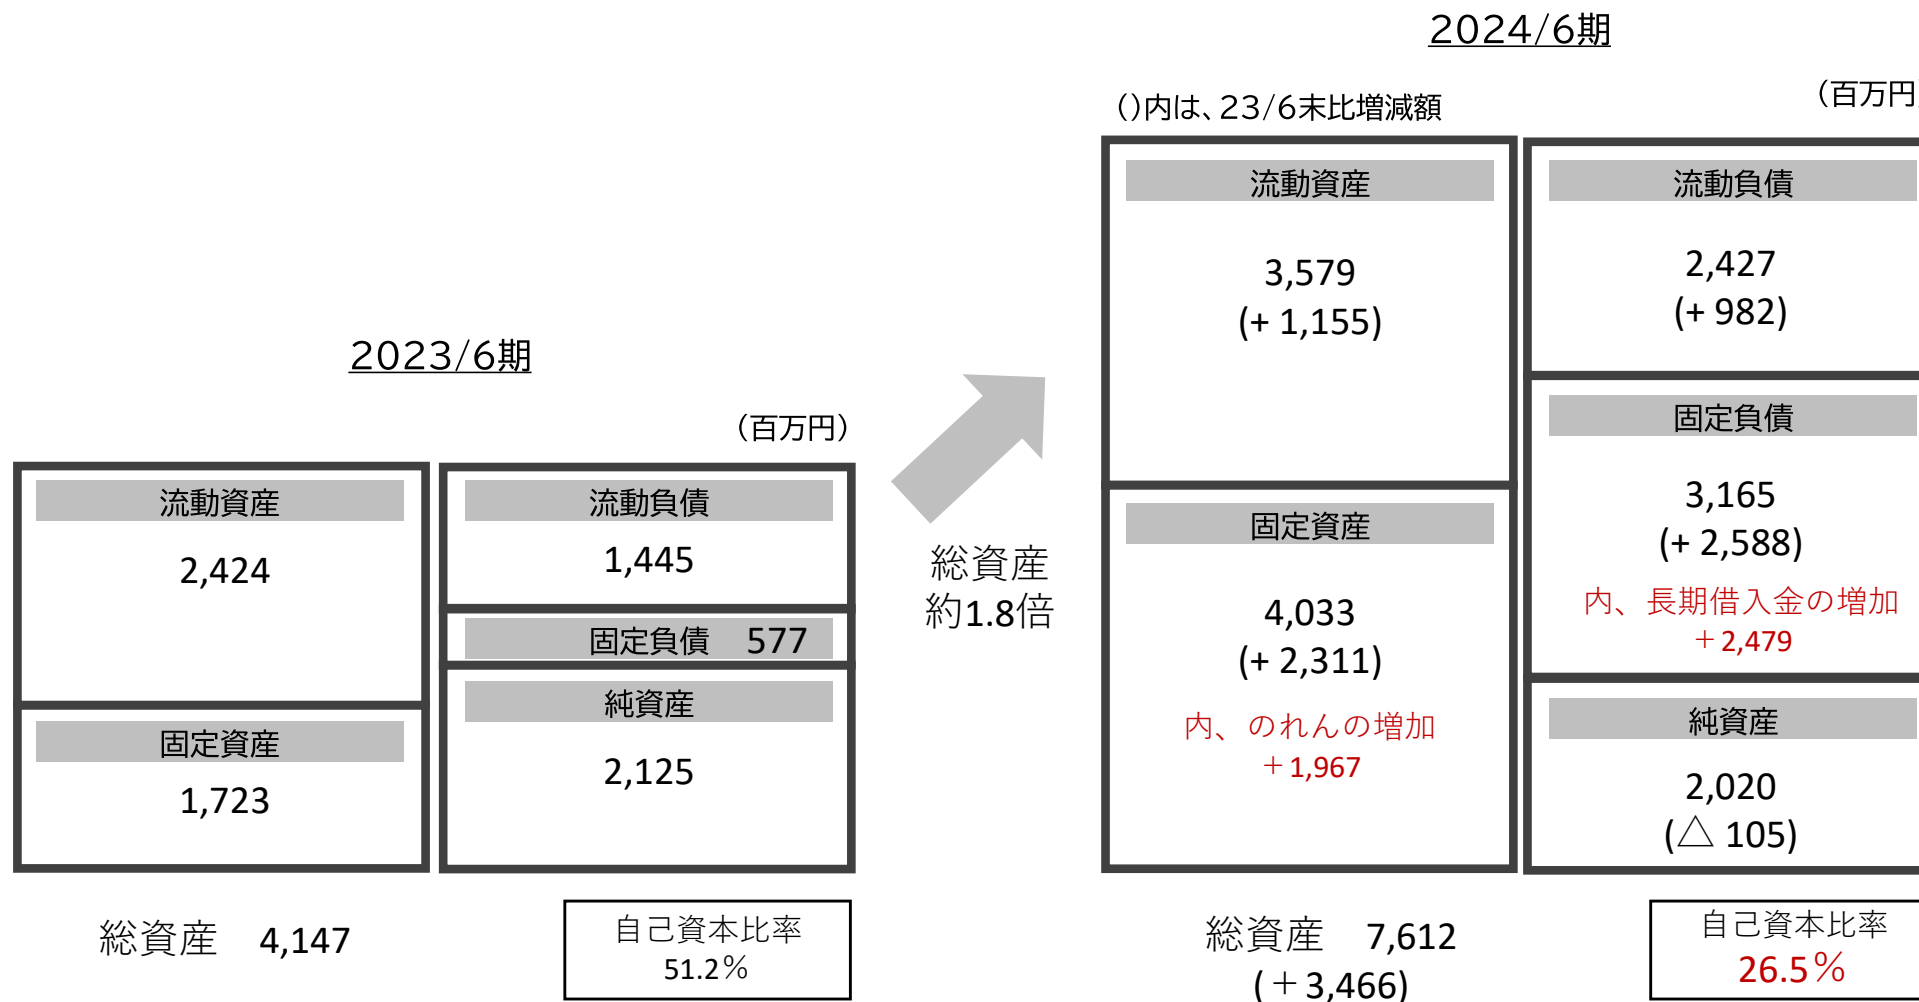 2023/6期
（百万円）
流動資産
2,424
固定資産
1,723
流動負債
1,445
固定負債 577
純資産
2,125
総資産 4,147
自己資本比率
51.2％
総資産
約1.8倍
2024/6期
（）内は、23/6末比増減額
（百万円
流動資産
3,579
(+ 1,155)
固定資産
4,033
(+ 2,311)
内、のれんの増加
＋1,967
流動負債
2,427
(+ 982)
固定負債
3,165
(+ 2,588)
内、長期借入金の増加
＋2,479
純資産
2,020
(△ 105)
総資産 7,612
(＋3,466)
自己資本比率
26.5％